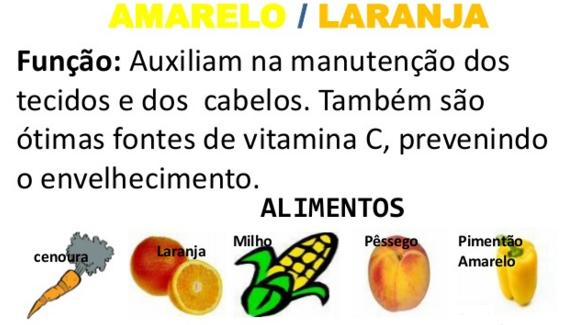 AMARELO / LARANJA
Função: Auxiliam na manutenção dos
tecidos e dos cabelos. Também são
ótimas fontes de vitamina C, prevenindo
o envelhecimento.
ALIMENTOS
cenoura
Laranja
Milho
Pêssego
Pimentão
Amarelo